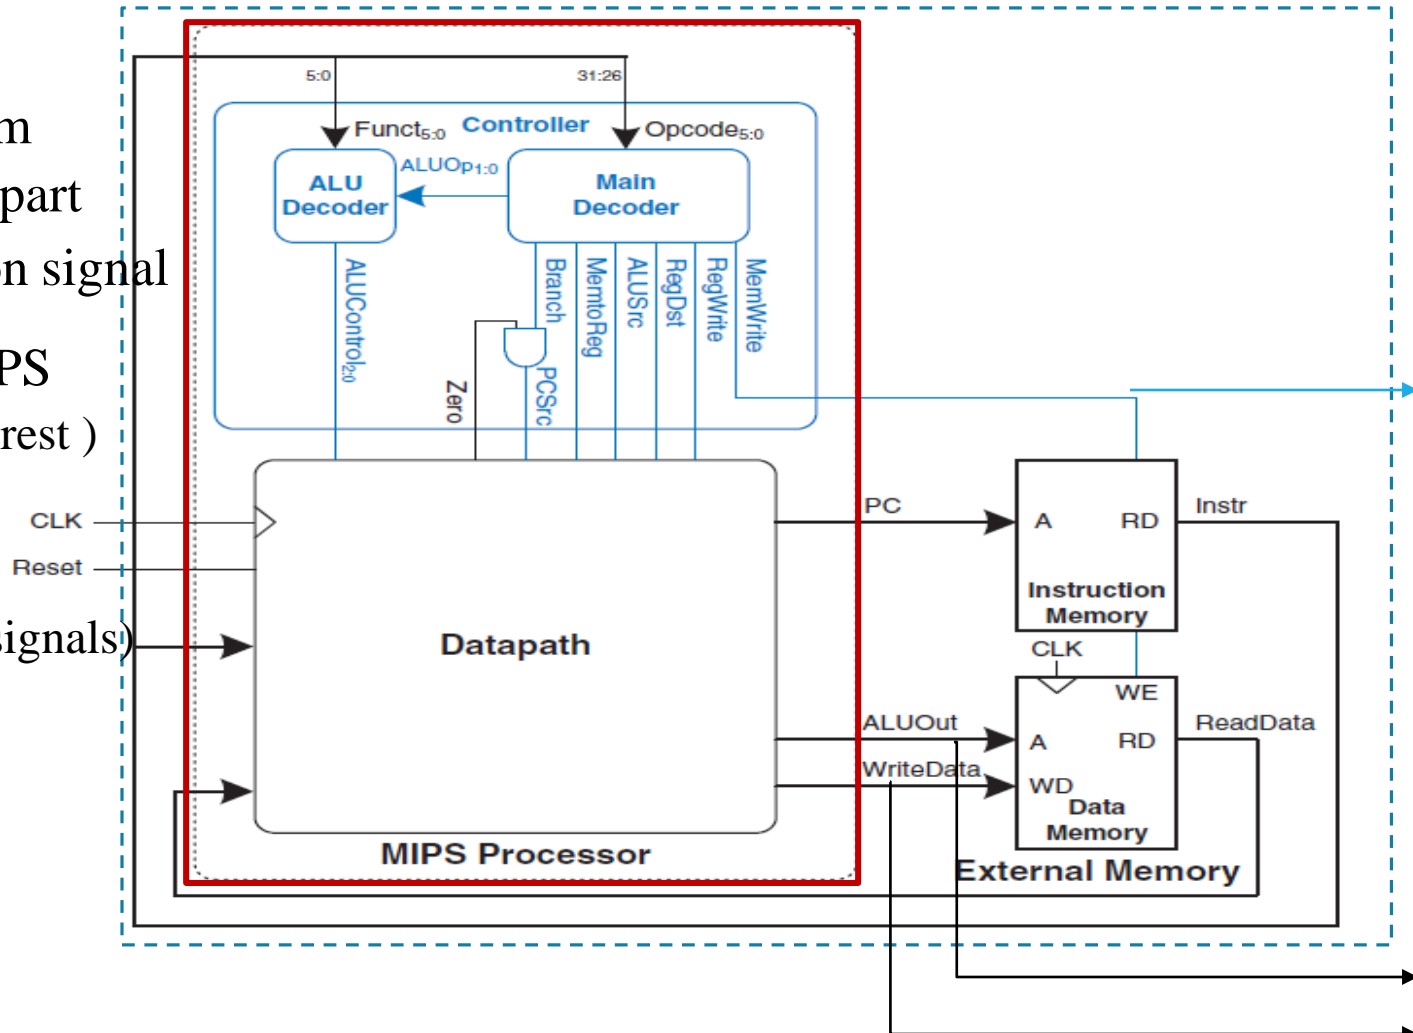 m
part
on signal
PS
rest )
signals)
5:0
31:26
Funct5:0
Controller
Opcode5:0
ALU
Decoder
ALUOp1:0
Main
Decoder
ALUControl2:0
Zero
Branch
PCSrc
MemtoReg
ALUSrc
RegDst
RegWrite
MemWrite
CLK
Reset
Datapath
MIPS Processor
PC
A RD
Instruction
Memory
Instr
CLK
WE
ALUOut
WriteData
A RD
WD
Data
Memory
ReadData
External Memory